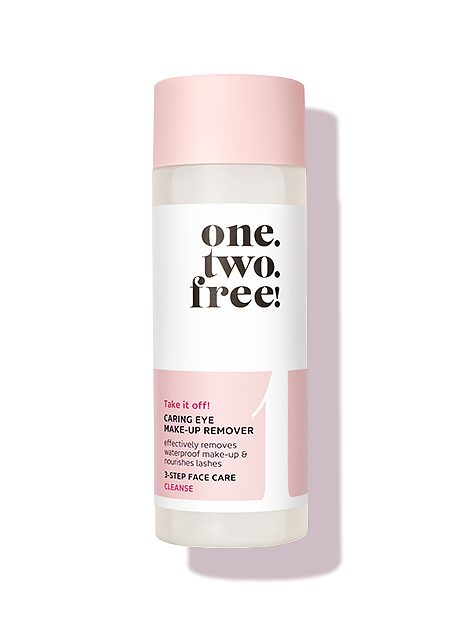 one.
two.
free!
Take it off!
CARING EYE
MAKE-UP REMOVER
effectively removes
waterproof make-up &
nourishes lashes
3-STEP FACE CARE
CLEANSE
1